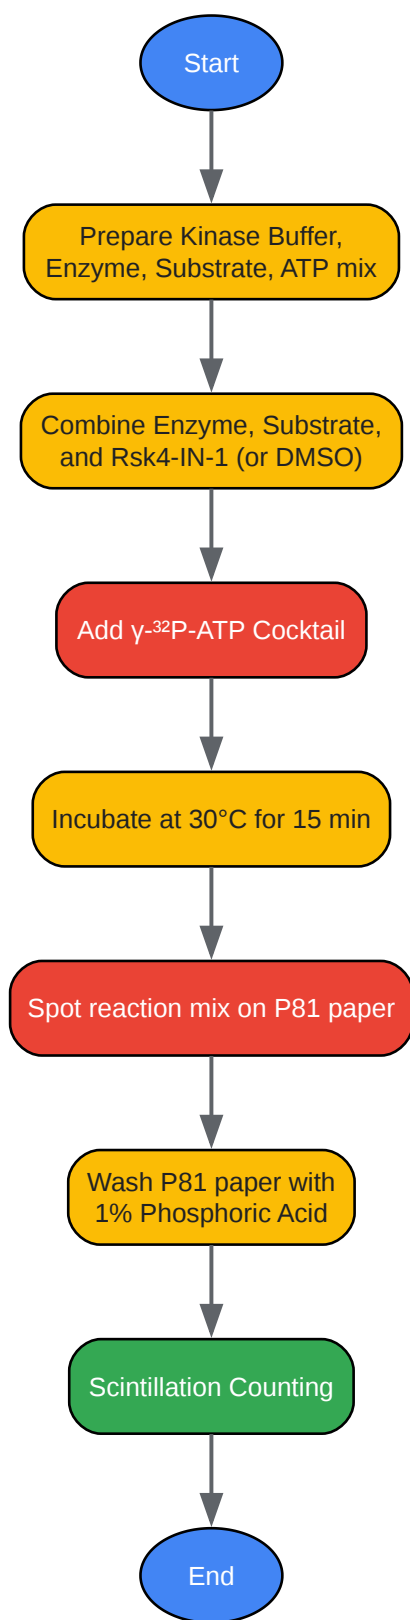 Start
Prepare Kinase Buffer,
Enzyme, Substrate, ATP mix
Combine Enzyme, Substrate,
and Rsk4-IN-1 (or DMSO)
Add γ-³²P-ATP Cocktail
Incubate at 30°C for 15 min
Spot reaction mix on P81 paper
Wash P81 paper with
1% Phosphoric Acid
Scintillation Counting
End